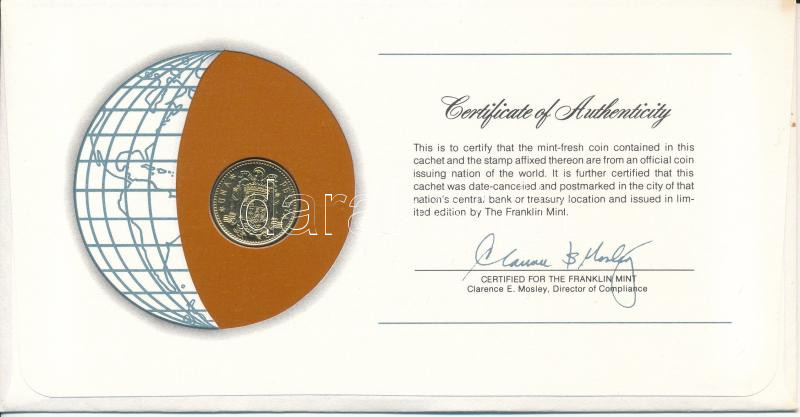 Certificate of Authenticity
This is to certify that the mint-fresh coin contained in this
cachet and the stamp affixed thereon are from an official coin
issuing nation of the world. It is further certified that this
cachet was date-canceled and postmarked in the city of that
nation's central bank or treasury location and issued in lim-
ited edition by The Franklin Mint.
CERTIFIED FOR THE FRANKLIN MINT
Clarence E. Mosley, Director of Compliance
UNA